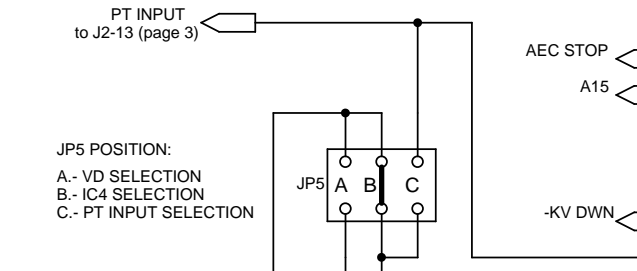 PT INPUT
to J2-13 (page 3)
AEC STOP
A15
JP5 POSITION:
A.- VD SELECTION
B.- IC4 SELECTION
C.- PT INPUT SELECTION
JP5
A B C
-KV DWN